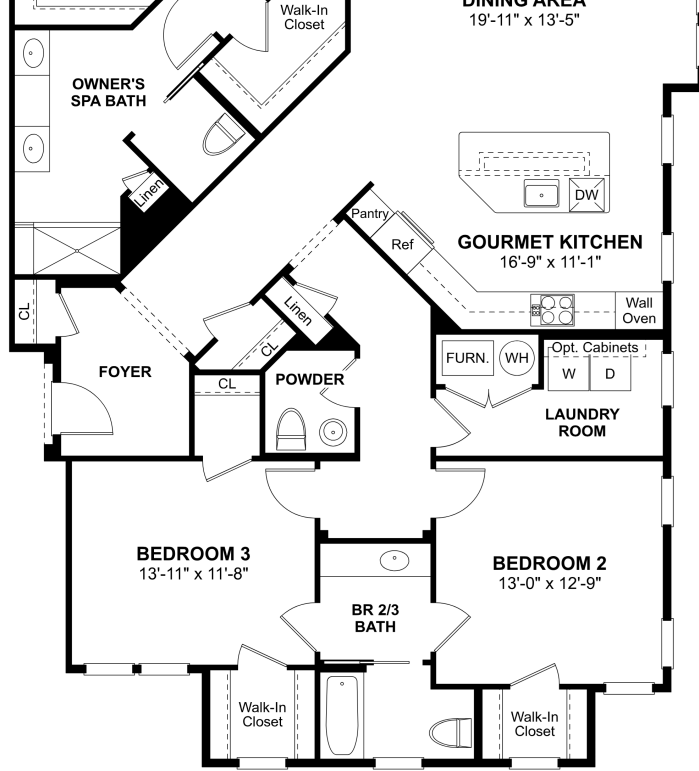 DINING AREA
19'-11" x 13'-5"
Walk-In
Closet
OWNER'S
SPA BATH
Linen
DW
Pantry
Ref
GOURMET KITCHEN
16'-9" x 11'-1"
Wall
Oven
CL
Linen
CL
FOYER
CL
POWDER
FURN.
WH
Opt. Cabinets
W
D
LAUNDRY
ROOM
BEDROOM 3
13'-11" x 11'-8"
BEDROOM 2
13'-0" x 12'-9"
BR 2/3
BATH
Walk-In
Closet
Walk-In
Closet